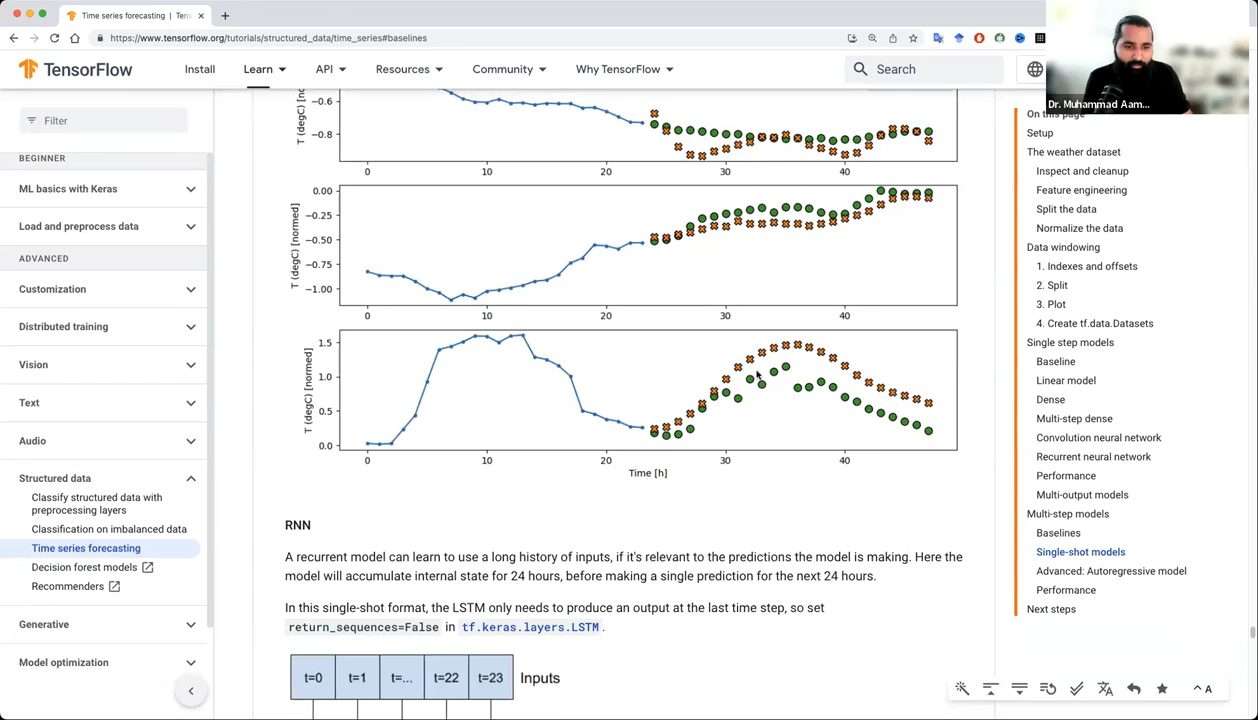 Time series forecasting | Tens
https://www.tensorflow.org/tutorials/structured_data/time_series#baselines
TensorFlow
Install
Learn
API
Resources
Community
Why TensorFlow
Search
Dr. Muhammad Aam...
Filter
BEGINNER
ML basics with Keras
Load and preprocess data
ADVANCED
Customization
Distributed training
Vision
Text
Audio
Structured data
Classify structured data with
preprocessing layers
Classification on imbalanced data
Time series forecasting
Decision forest models
Recommenders
Generative
Model optimization
T (degC) [nc
−0.6
−0.8
0
10
20
30
40
T (degC) [normed]
0.00
−0.25
−0.50
−0.75
−1.00
0
10
20
30
40
T (degC) [normed]
1.5
1.0
0.5
0.0
0
10
20
30
40
Time [h]
RNN
A recurrent model can learn to use a long history of inputs, if it's relevant to the predictions the model is making. Here the
model will accumulate internal state for 24 hours, before making a single prediction for the next 24 hours.
In this single-shot format, the LSTM only needs to produce an output at the last time step, so set
return_sequences=False in tf.keras.layers.LSTM.
t=0
t=1
t=...
t=22
t=23
Inputs
On this page
Setup
The weather dataset
Inspect and cleanup
Feature engineering
Split the data
Normalize the data
Data windowing
1. Indexes and offsets
2. Split
3. Plot
4. Create tf.data.Datasets
Single step models
Baseline
Linear model
Dense
Multi-step dense
Convolution neural network
Recurrent neural network
Performance
Multi-output models
Multi-step models
Baselines
Single-shot models
Advanced: Autoregressive model
Performance
Next steps
A